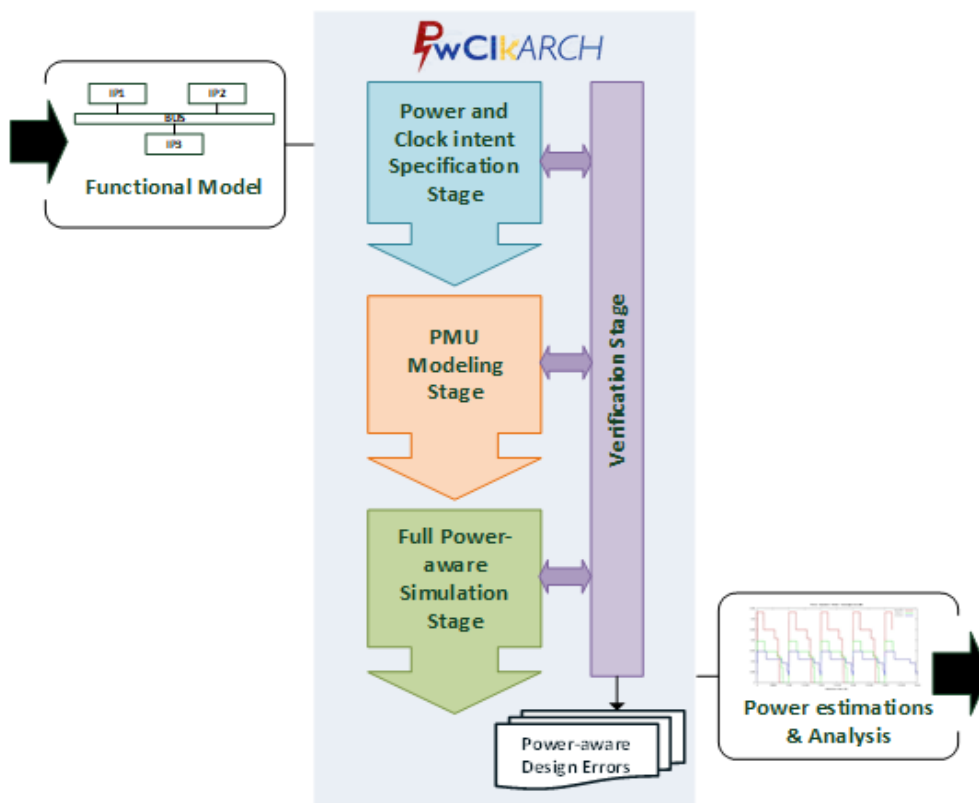 PwClkARCH
IP1
IP2
BUS
IP3
Functional Model
Power and
Clock intent
Specification
Stage
PMU
Modeling
Stage
Full Power-
aware
Simulation
Stage
Verification Stage
Power-aware
Design Errors
Power estimations
& Analysis